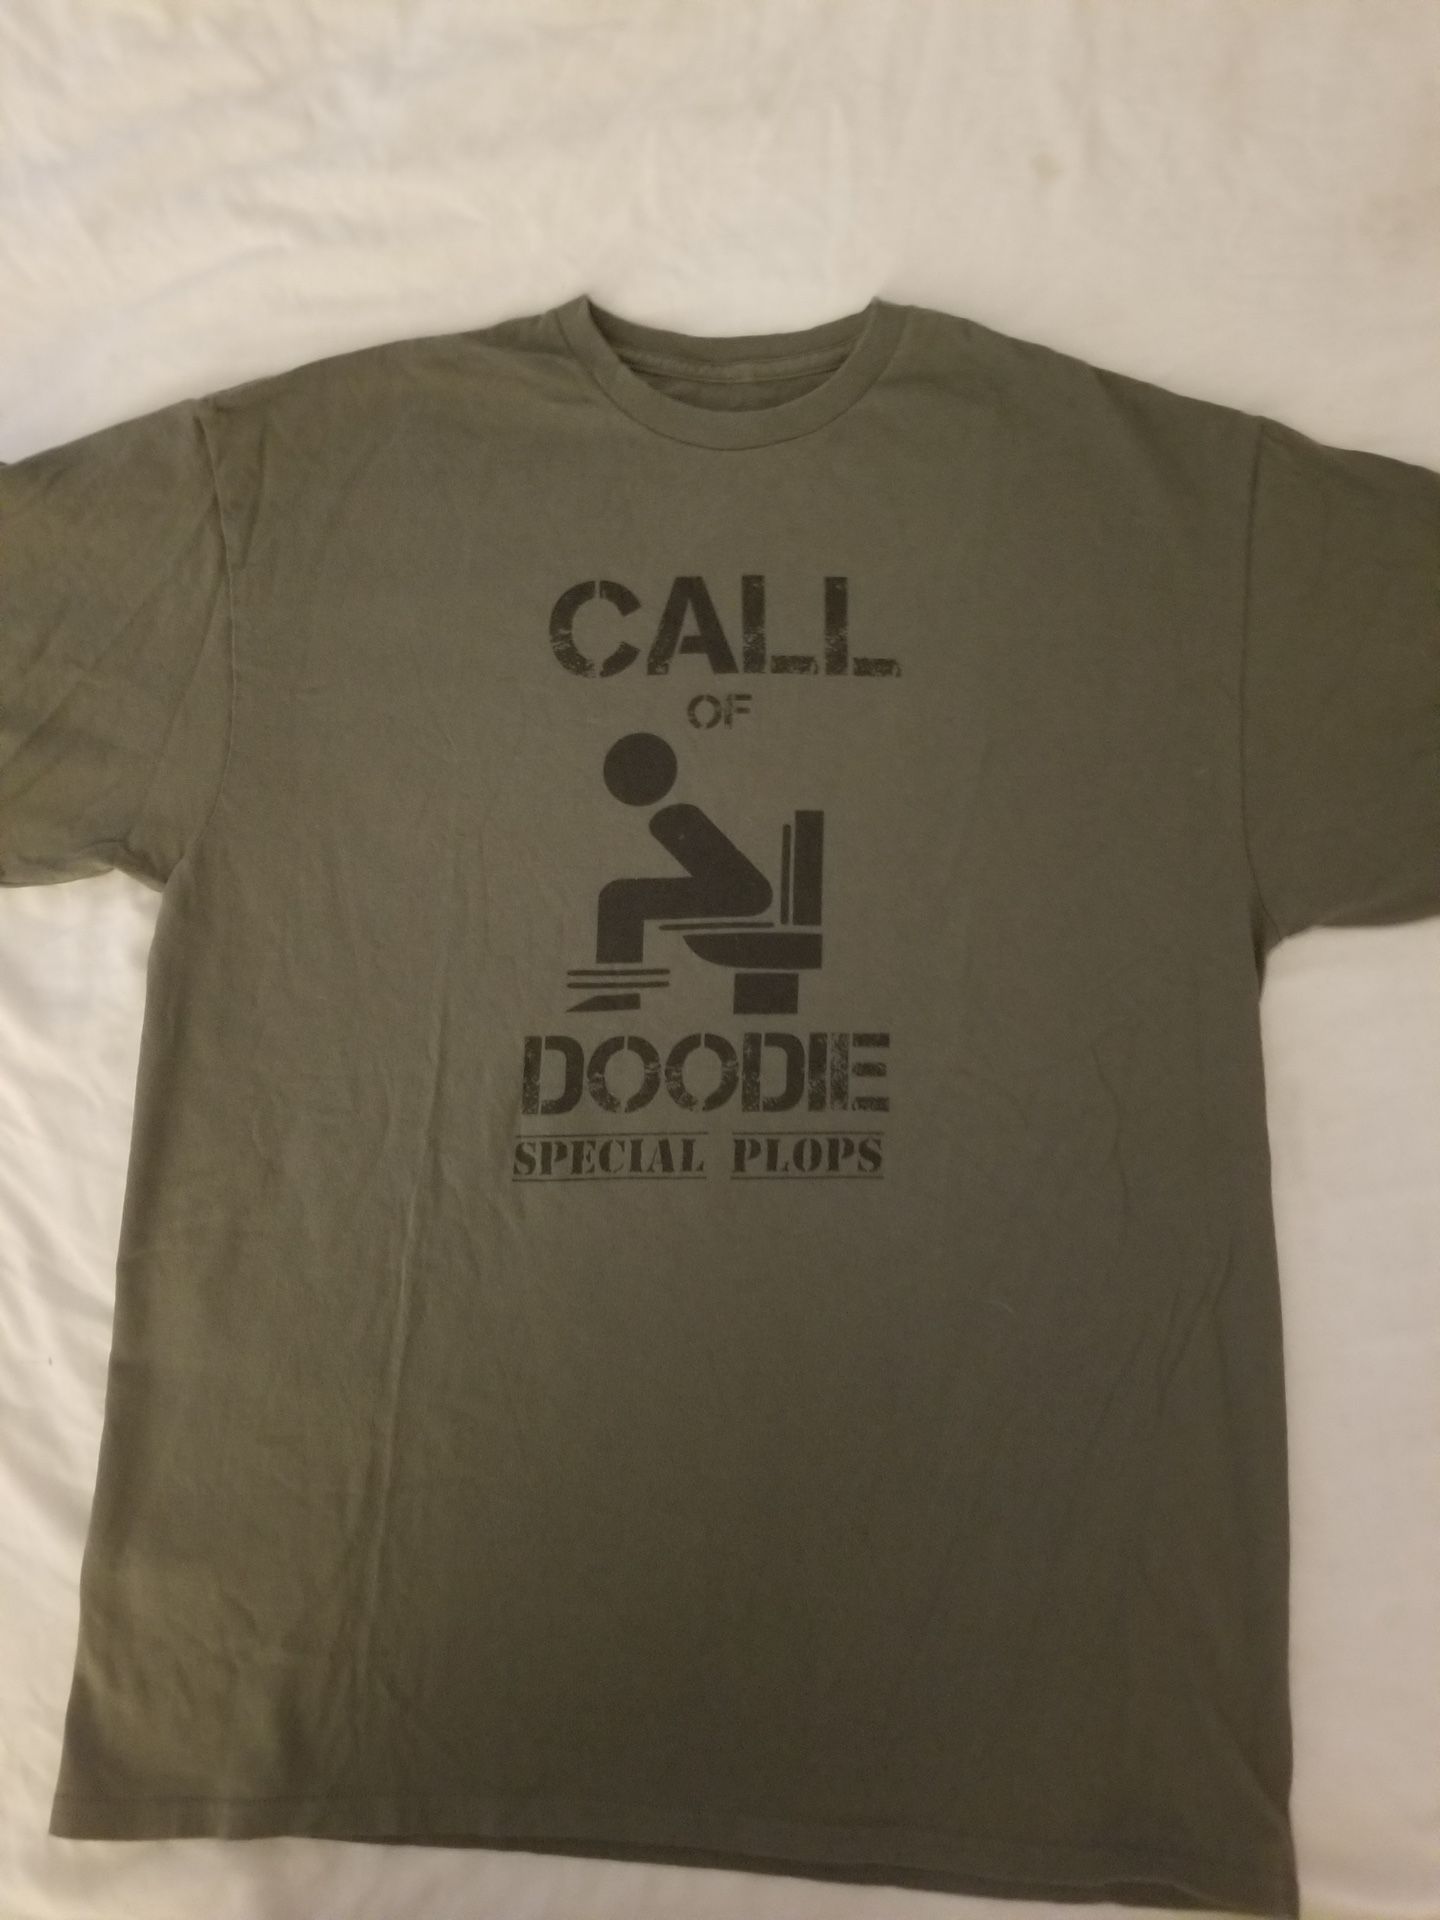 CALL
OF
DOODIE
SPECIAL PLOPS